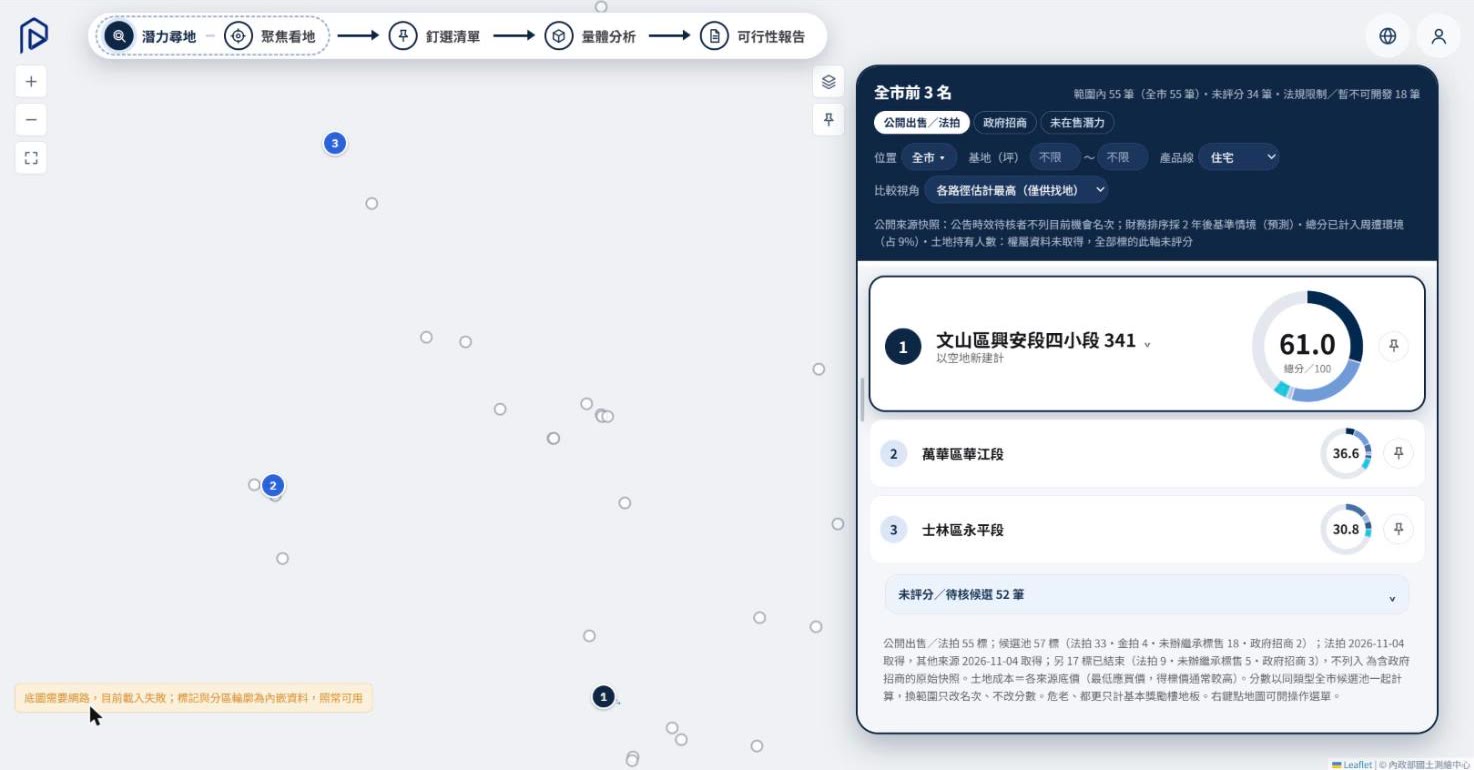 潛力尋地
聚焦看地
釘選清單
量體分析
可行性報告
+
−
3
2
1
底圖需要網路，目前載入失敗；標記與分區輪廓為內嵌資料，照常可用
全市前 3 名
範圍內 55 筆（全市 55 筆）・未評分 34 筆・法規限制／暫不可開發 18 筆
公開出售／法拍
政府招商
未在售潛力
位置 全市 基地（坪） 不限 ～ 不限 產品線 住宅
比較視角 各路徑估計最高（僅供找地）
公開來源快照：公告時效待核者不列目前機會名次；財務排序採 2 年後基準情境（預測）・總分已計入周遭環境
（占 9%）・土地持有人數：權屬資料未取得，全部標的此軸未評分
1
文山區興安段四小段 341
以空地新建計
61.0
總分／100
2 萬華區華江段 36.6
3 士林區永平段 30.8
未評分／待核候選 52 筆
公開出售／法拍 55 標；候選池 57 標（法拍 33・金拍 4・未辦繼承標售 18・政府招商 2）；法拍 2026-11-04
取得，其他來源 2026-11-04 取得；另 17 標已結束（法拍 9・未辦繼承標售 5・政府招商 3），不列入 為含政府
招商的原始快照。土地成本＝各來源底價（最低應買價，得標價通常較高）。分數以同類型全市候選池一起計
算，換範圍只改名次、不改分數。危老、都更只計基本獎勵樓地板。右鍵點地圖可開操作選單。
Leaflet | © 內政部國土測繪中心